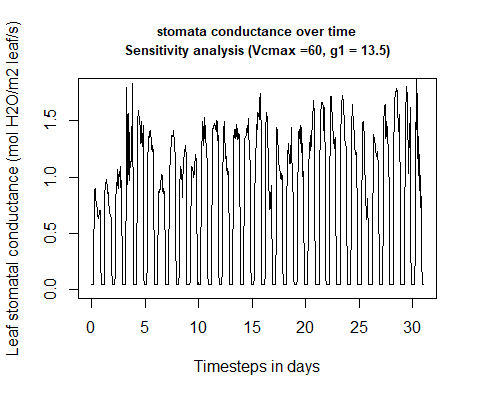 stomata conductance over time
Sensitivity analysis (Vcmax =60, g1 = 13.5)
Leaf stomatal conductance (mol H2O/m2 leaf/s)
1.5
1.0
0.5
0.0
0 5 10 15 20 25 30
Timesteps in days